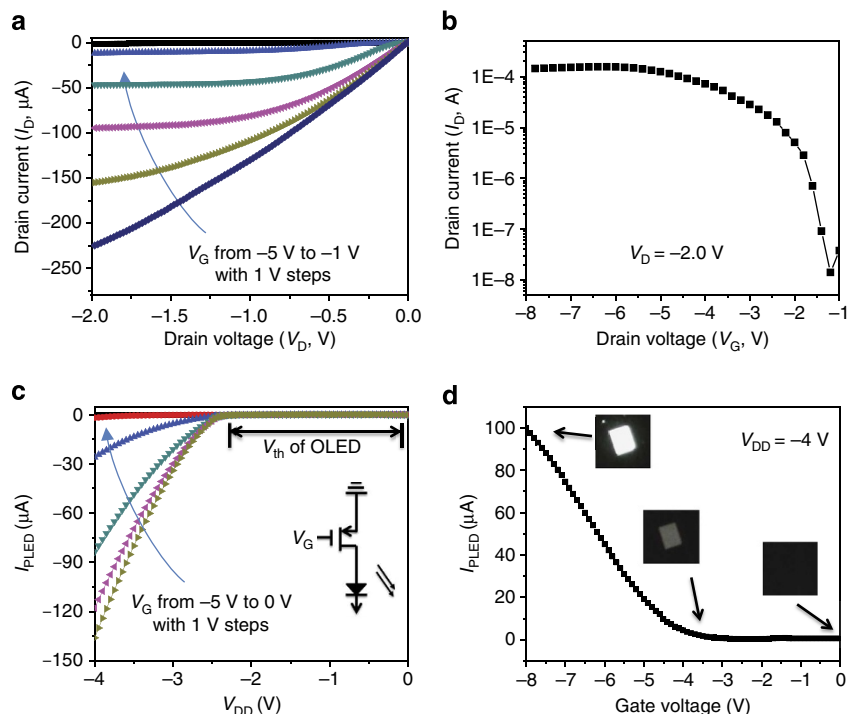 a
0
−50
−100
−150
−200
−250
Drain current (I_D, μA)
V_G from −5 V to −1 V
with 1 V steps
−2.0 −1.5 −1.0 −0.5 0.0
Drain voltage (V_D, V)
b
1E−4
1E−5
1E−6
1E−7
1E−8
Drain current (I_D, A)
V_D = −2.0 V
−8 −7 −6 −5 −4 −3 −2 −1
Drain voltage (V_G, V)
c
0
−30
−60
−90
−120
−150
I_PLED (μA)
V_th of OLED
V_G
V_G from −5 V to 0 V
with 1 V steps
−4 −3 −2 −1 0
V_DD (V)
d
100
80
60
40
20
0
I_PLED (μA)
V_DD = −4 V
−8 −7 −6 −5 −4 −3 −2 −1 0
Gate voltage (V)